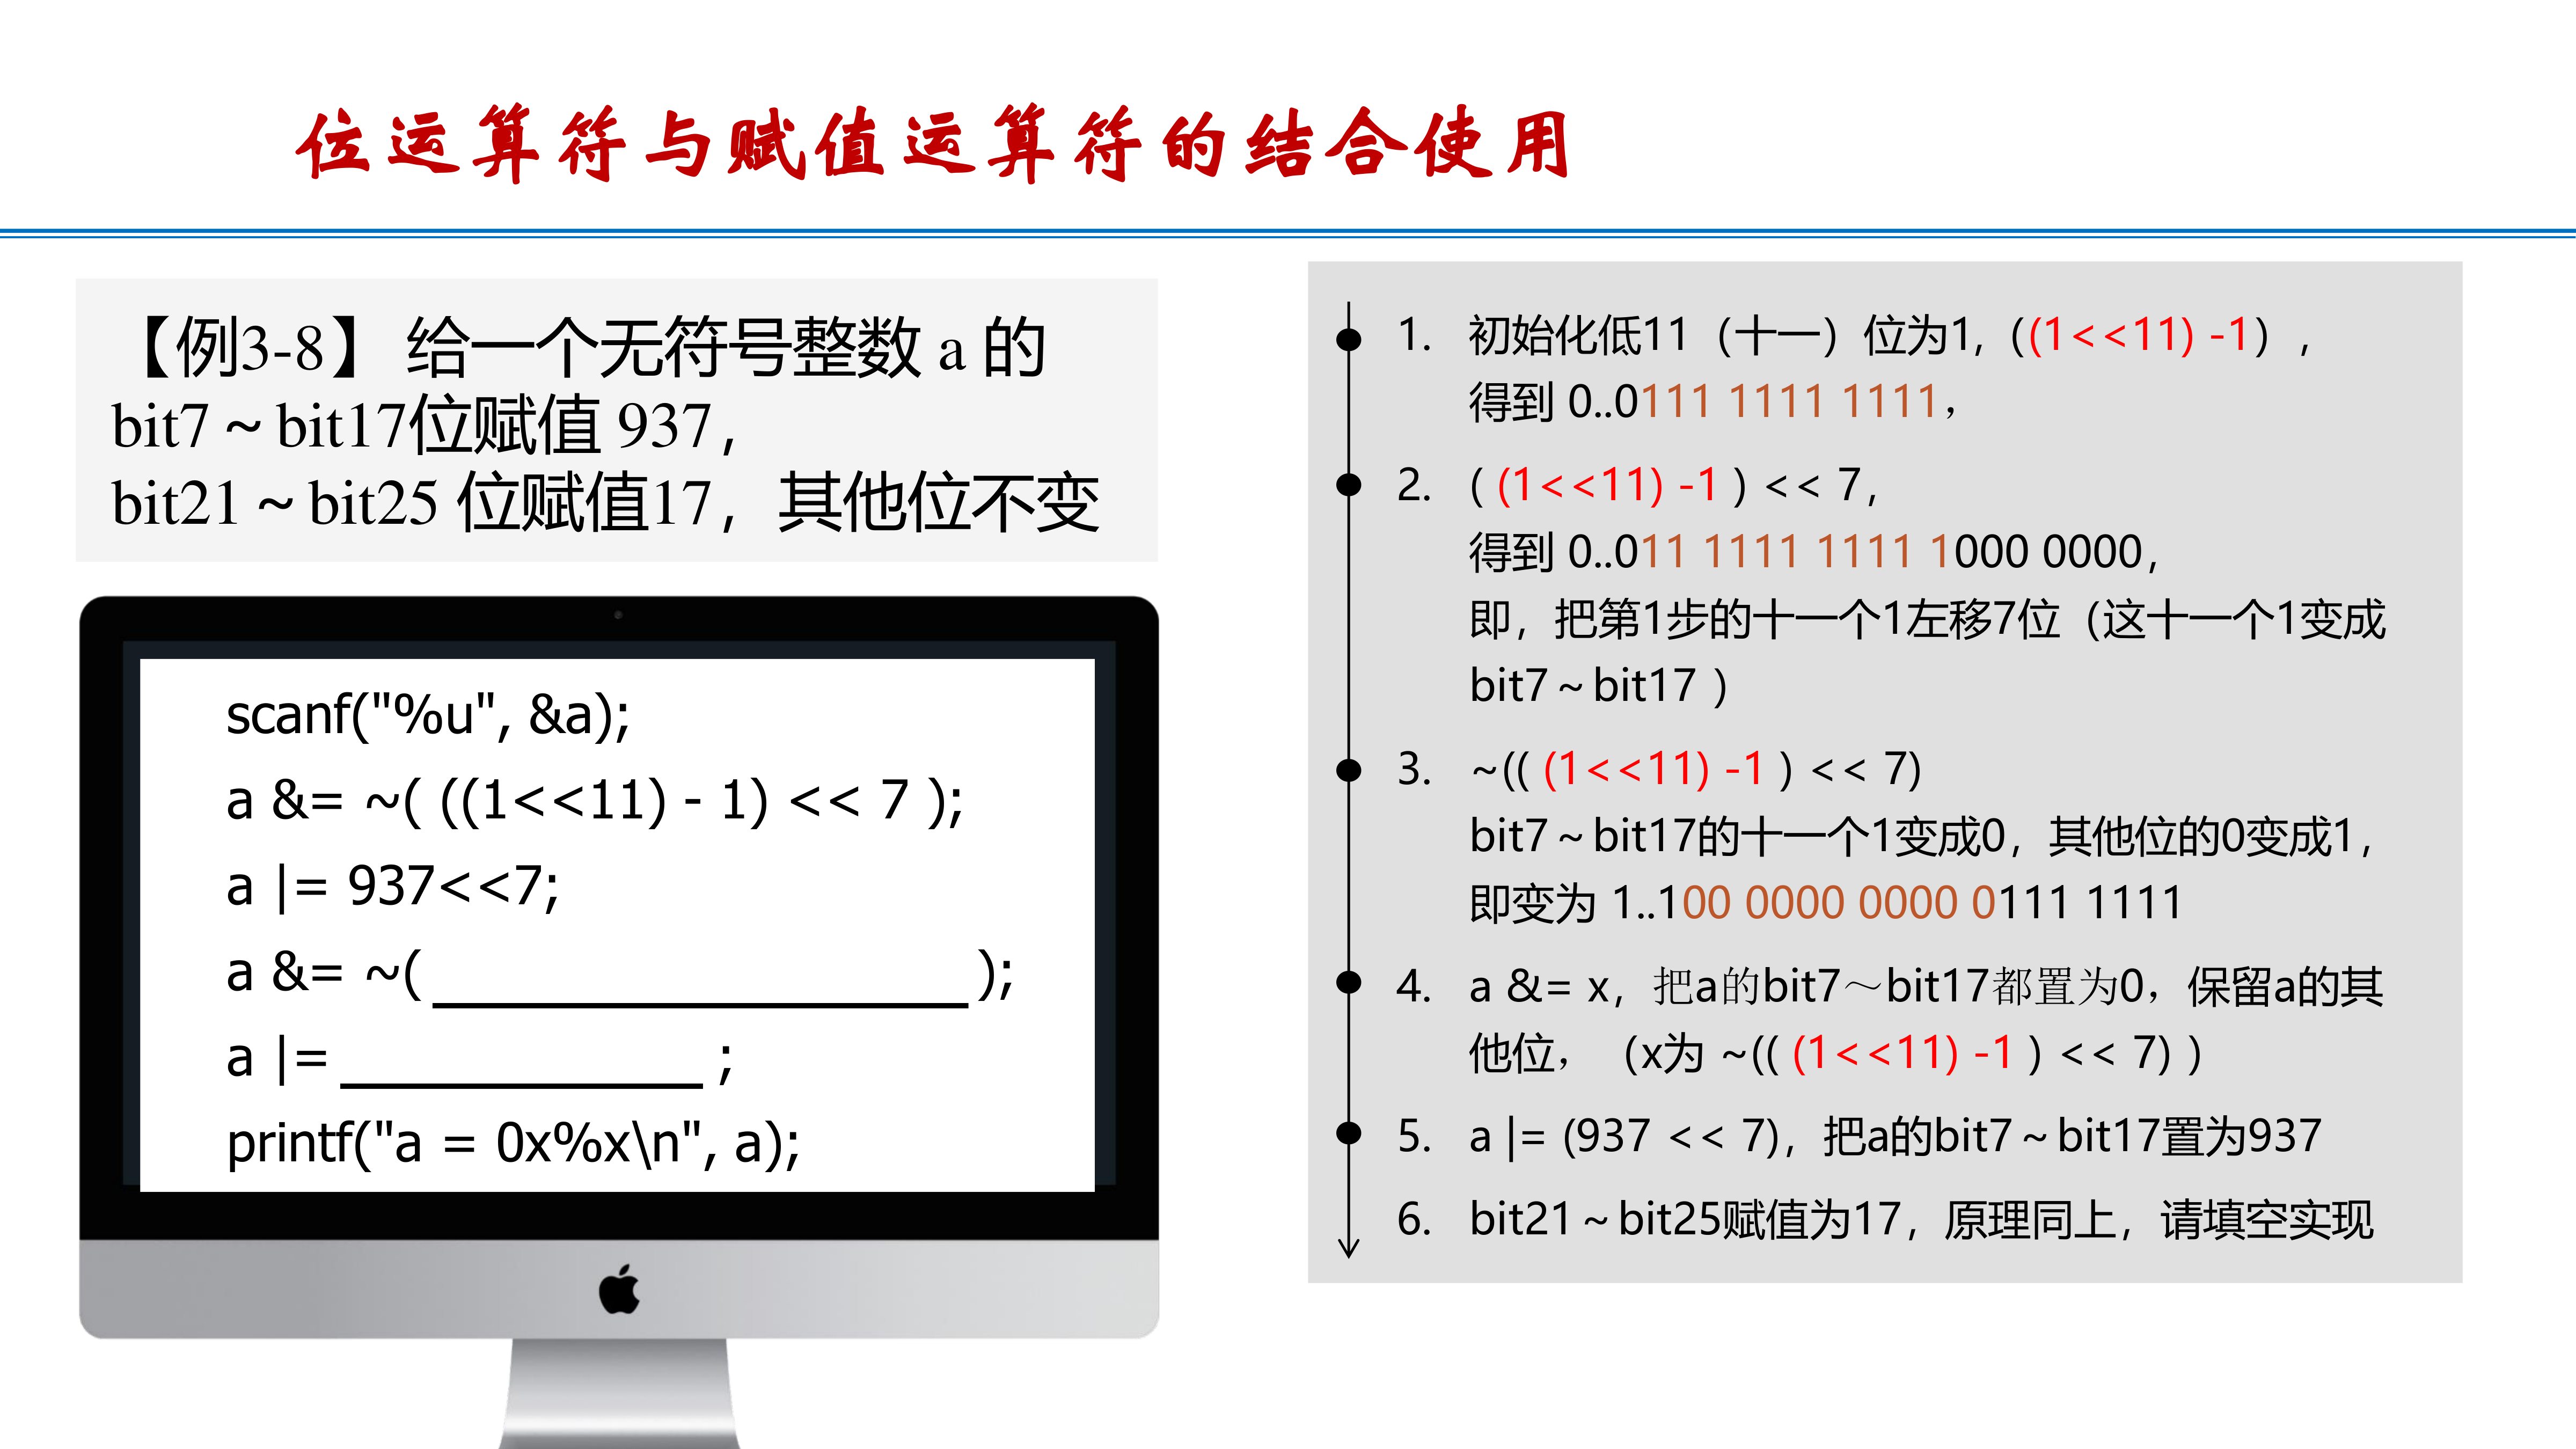 位运算符与赋值运算符的结合使用
【例3-8】 给一个无符号整数 a 的
bit7～bit17位赋值 937，
bit21～bit25 位赋值17，其他位不变
scanf("%u", &a);
a &= ~( ((1<<11) - 1) << 7 );
a |= 937<<7;
a &= ~(____________________);
a |= ______________ ;
printf("a = 0x%x\n", a);
1. 初始化低11（十一）位为1，((1<<11) -1），
得到 0..0111 1111 1111，
2. ( (1<<11) -1 ) << 7，
得到 0..011 1111 1111 1000 0000，
即，把第1步的十一个1左移7位（这十一个1变成
bit7～bit17 ）
3. ~(( (1<<11) -1 ) << 7)
bit7～bit17的十一个1变成0，其他位的0变成1，
即变为 1..100 0000 0000 0111 1111
4. a &= x，把a的bit7～bit17都置为0，保留a的其
他位，（x为 ~(( (1<<11) -1 ) << 7) ）
5. a |= (937 << 7)，把a的bit7～bit17置为937
6. bit21～bit25赋值为17，原理同上，请填空实现